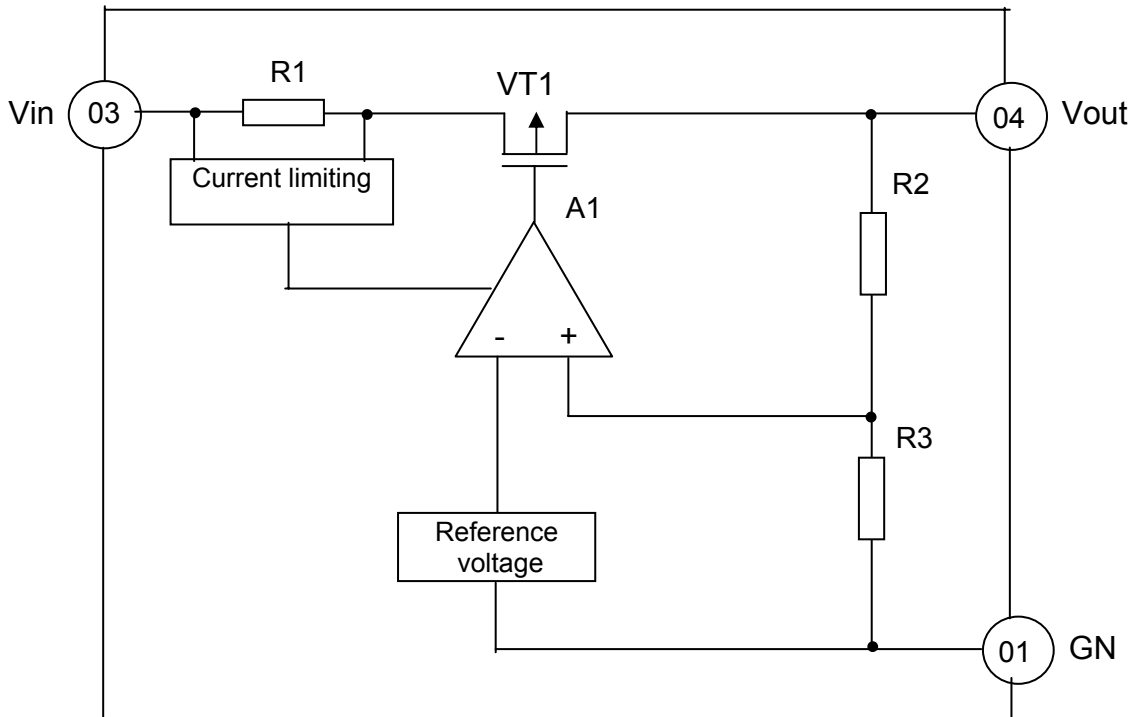 R1
VT1
Vin
03
04
Vout
Current limiting
R2
A1
-
+
R3
Reference
voltage
01
GN